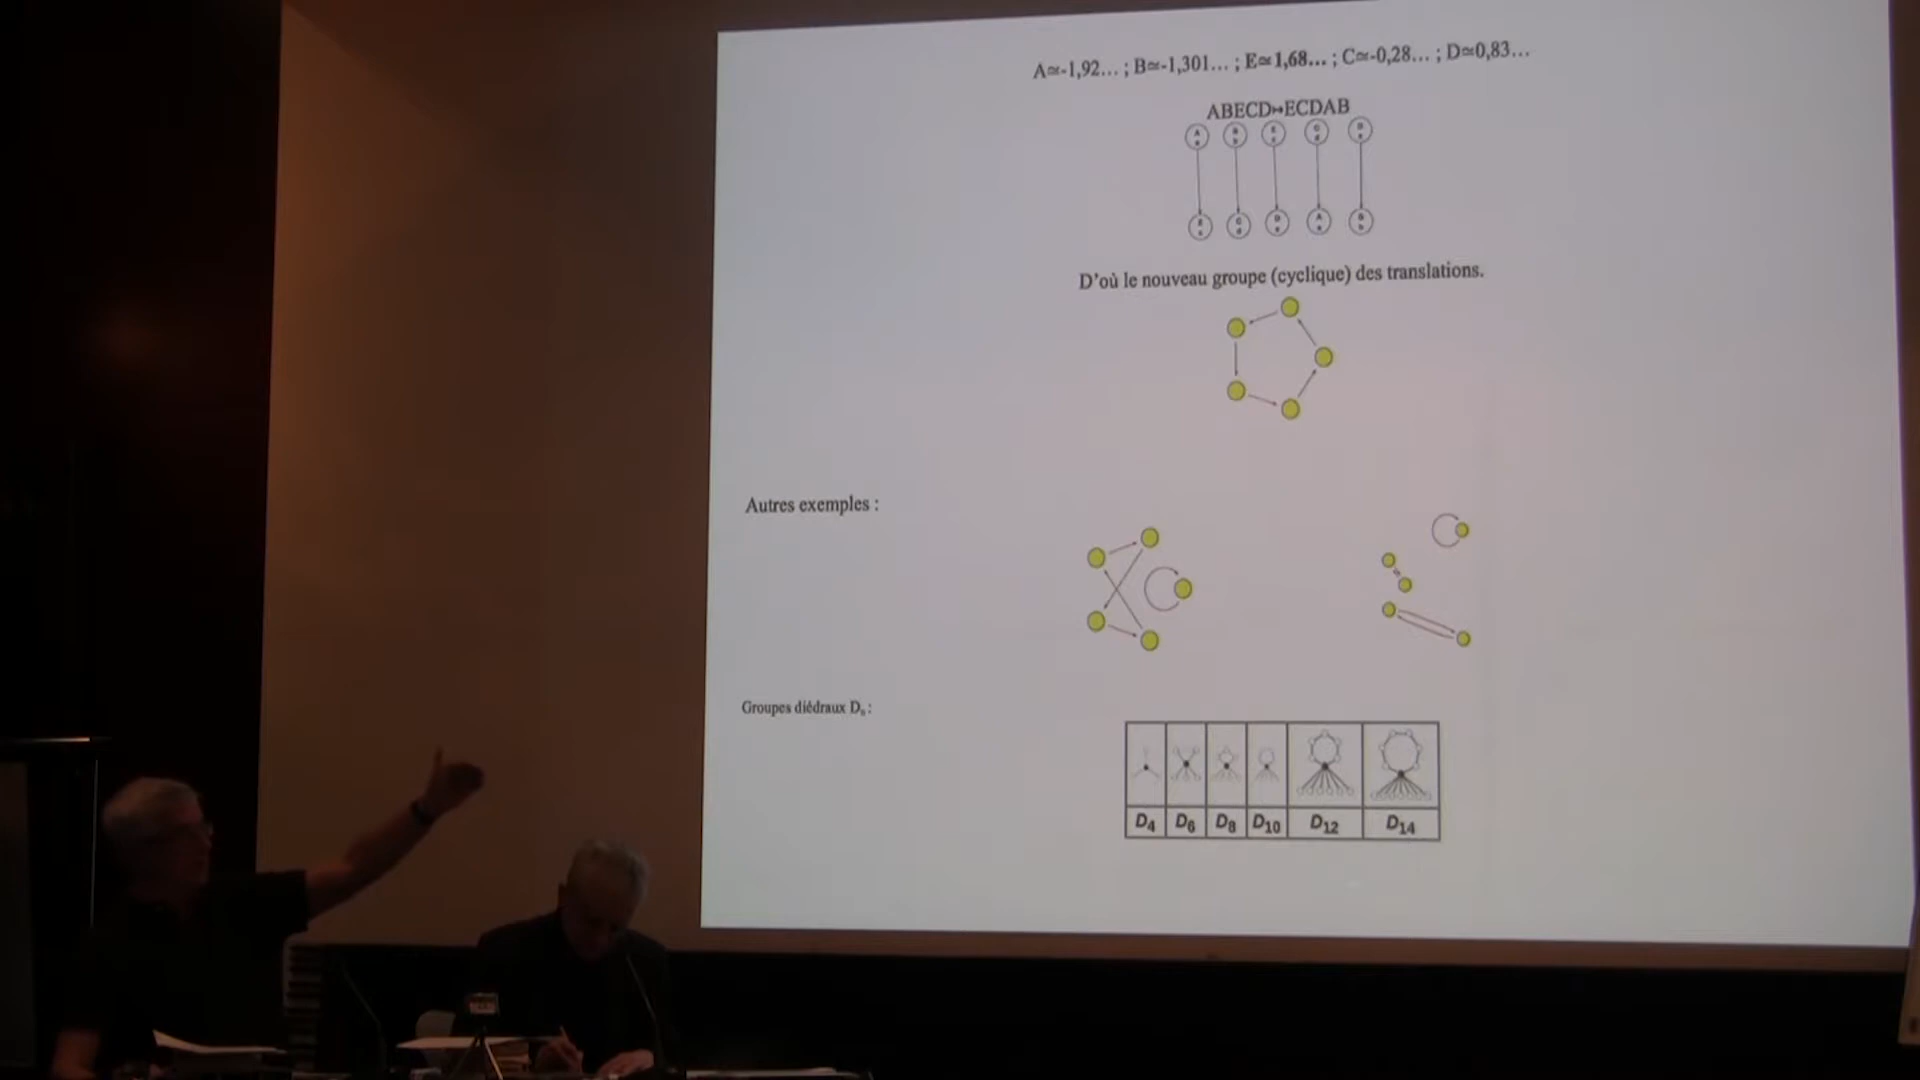 A≃-1,92… ; B≃-1,301… ; E≃1,68… ; C≃-0,28… ; D≃0,83…
ABECD↦ECDAB
D’où le nouveau groupe (cyclique) des translations.
Autres exemples :
Groupes diédraux Dₙ :
D₄ D₆ D₈ D₁₀ D₁₂ D₁₄